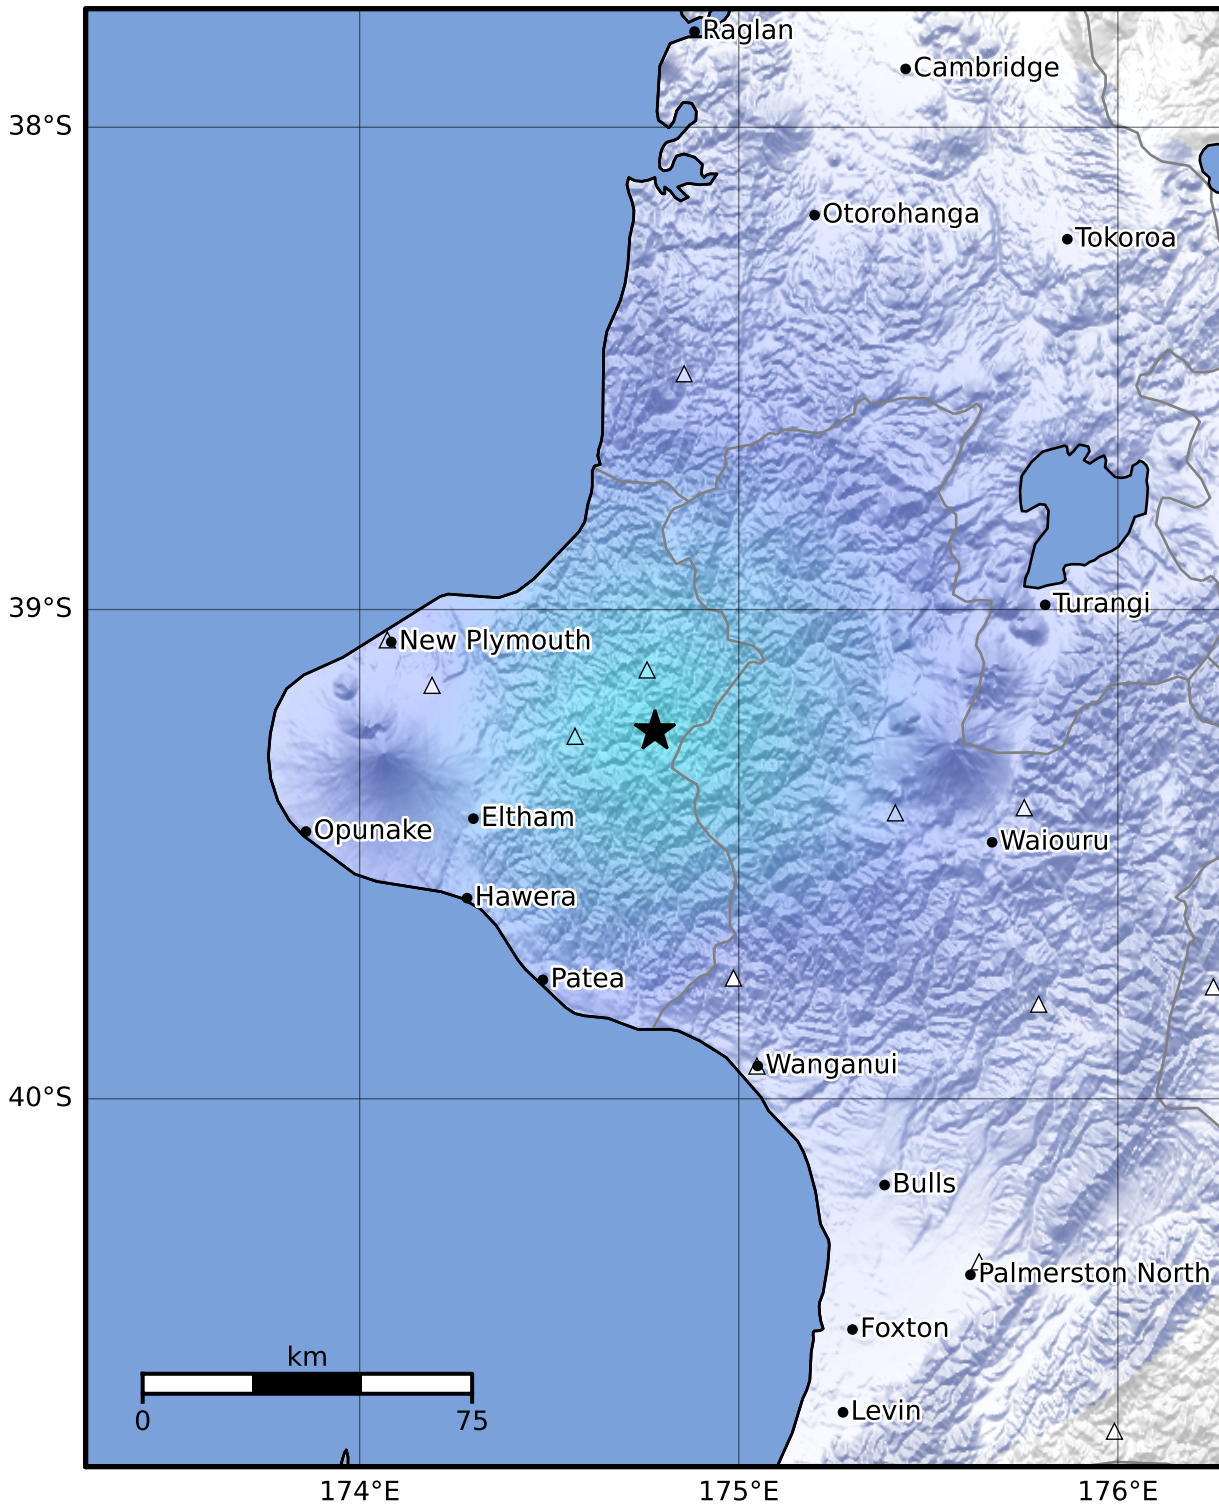 Raglan
Cambridge
38°S
Otorohanga
Tokoroa
39°S
Turangi
New Plymouth
Eltham
Opunake
Waiouru
Hawera
Patea
Wanganui
40°S
Bulls
Palmerston North
Foxton
km
Levin
0 75
174°E 175°E 176°E